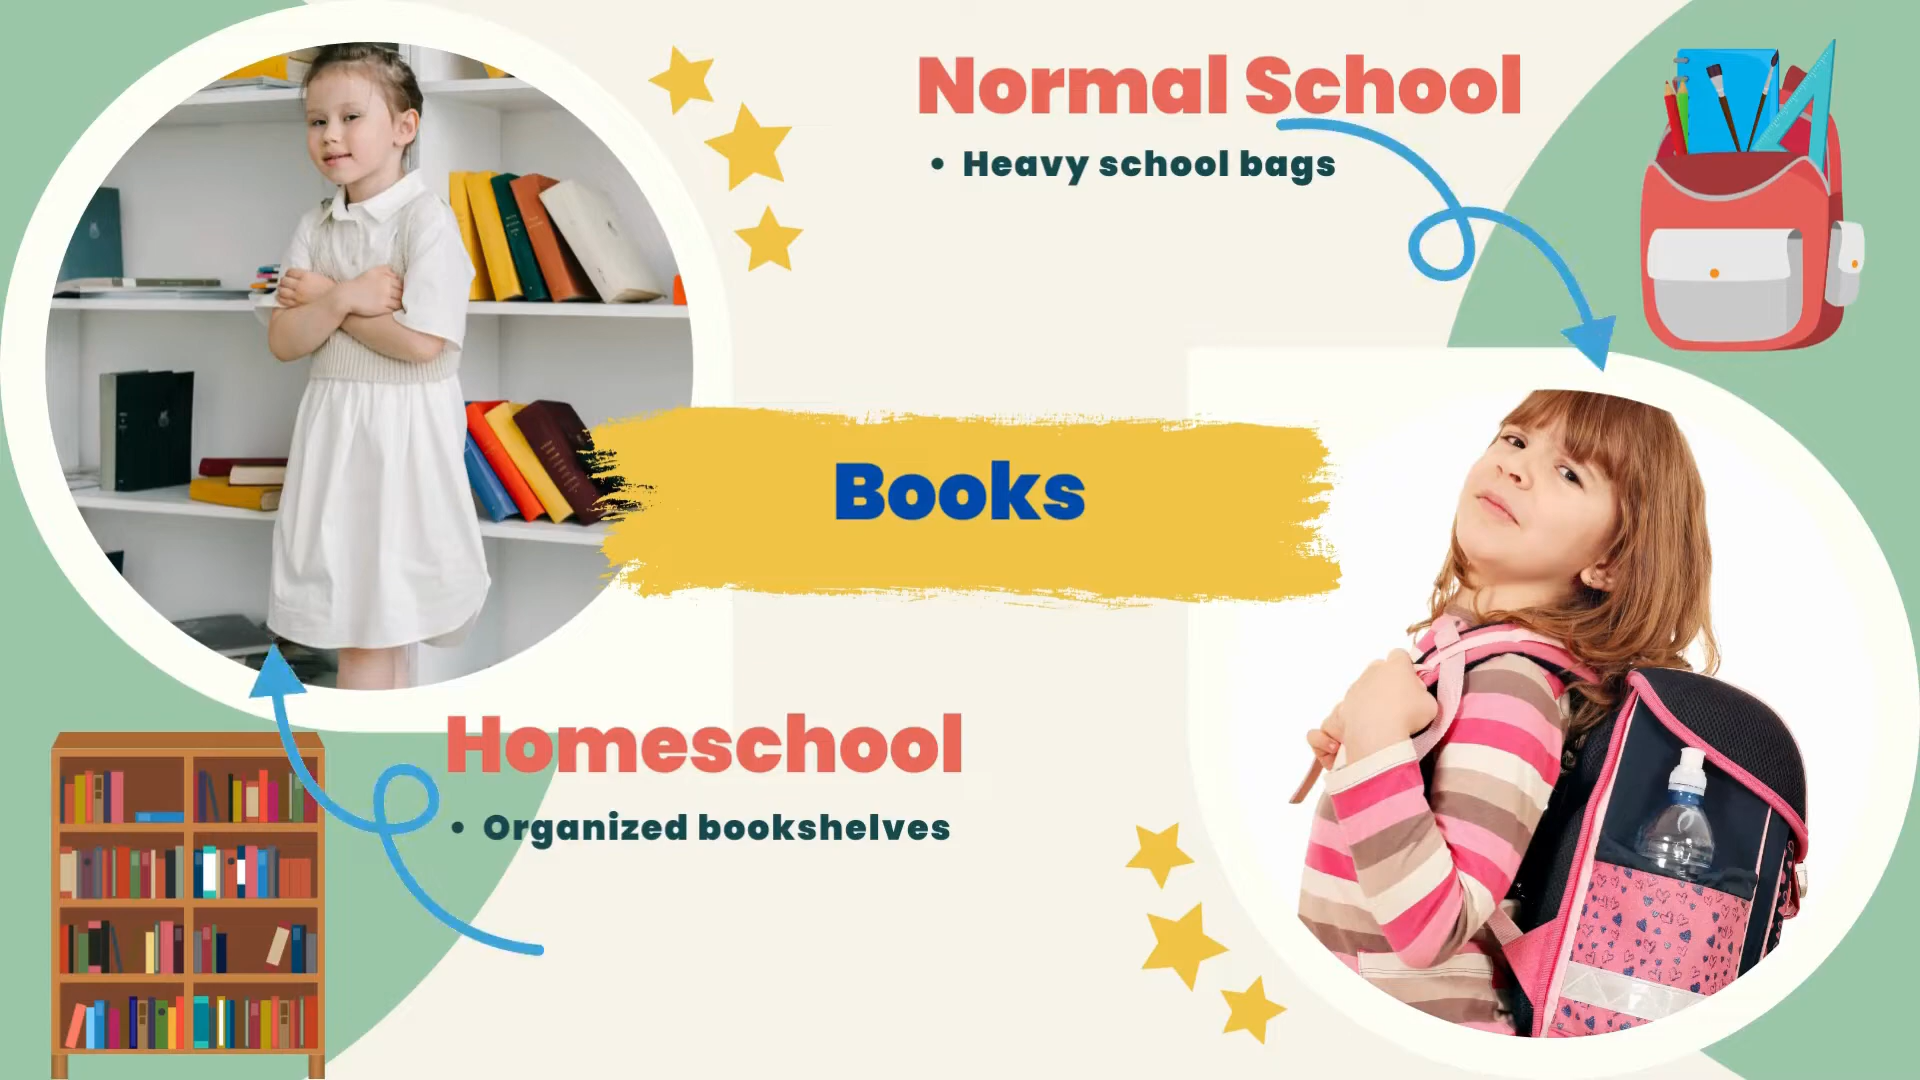 Normal School
• Heavy school bags
Books
Homeschool
• Organized bookshelves